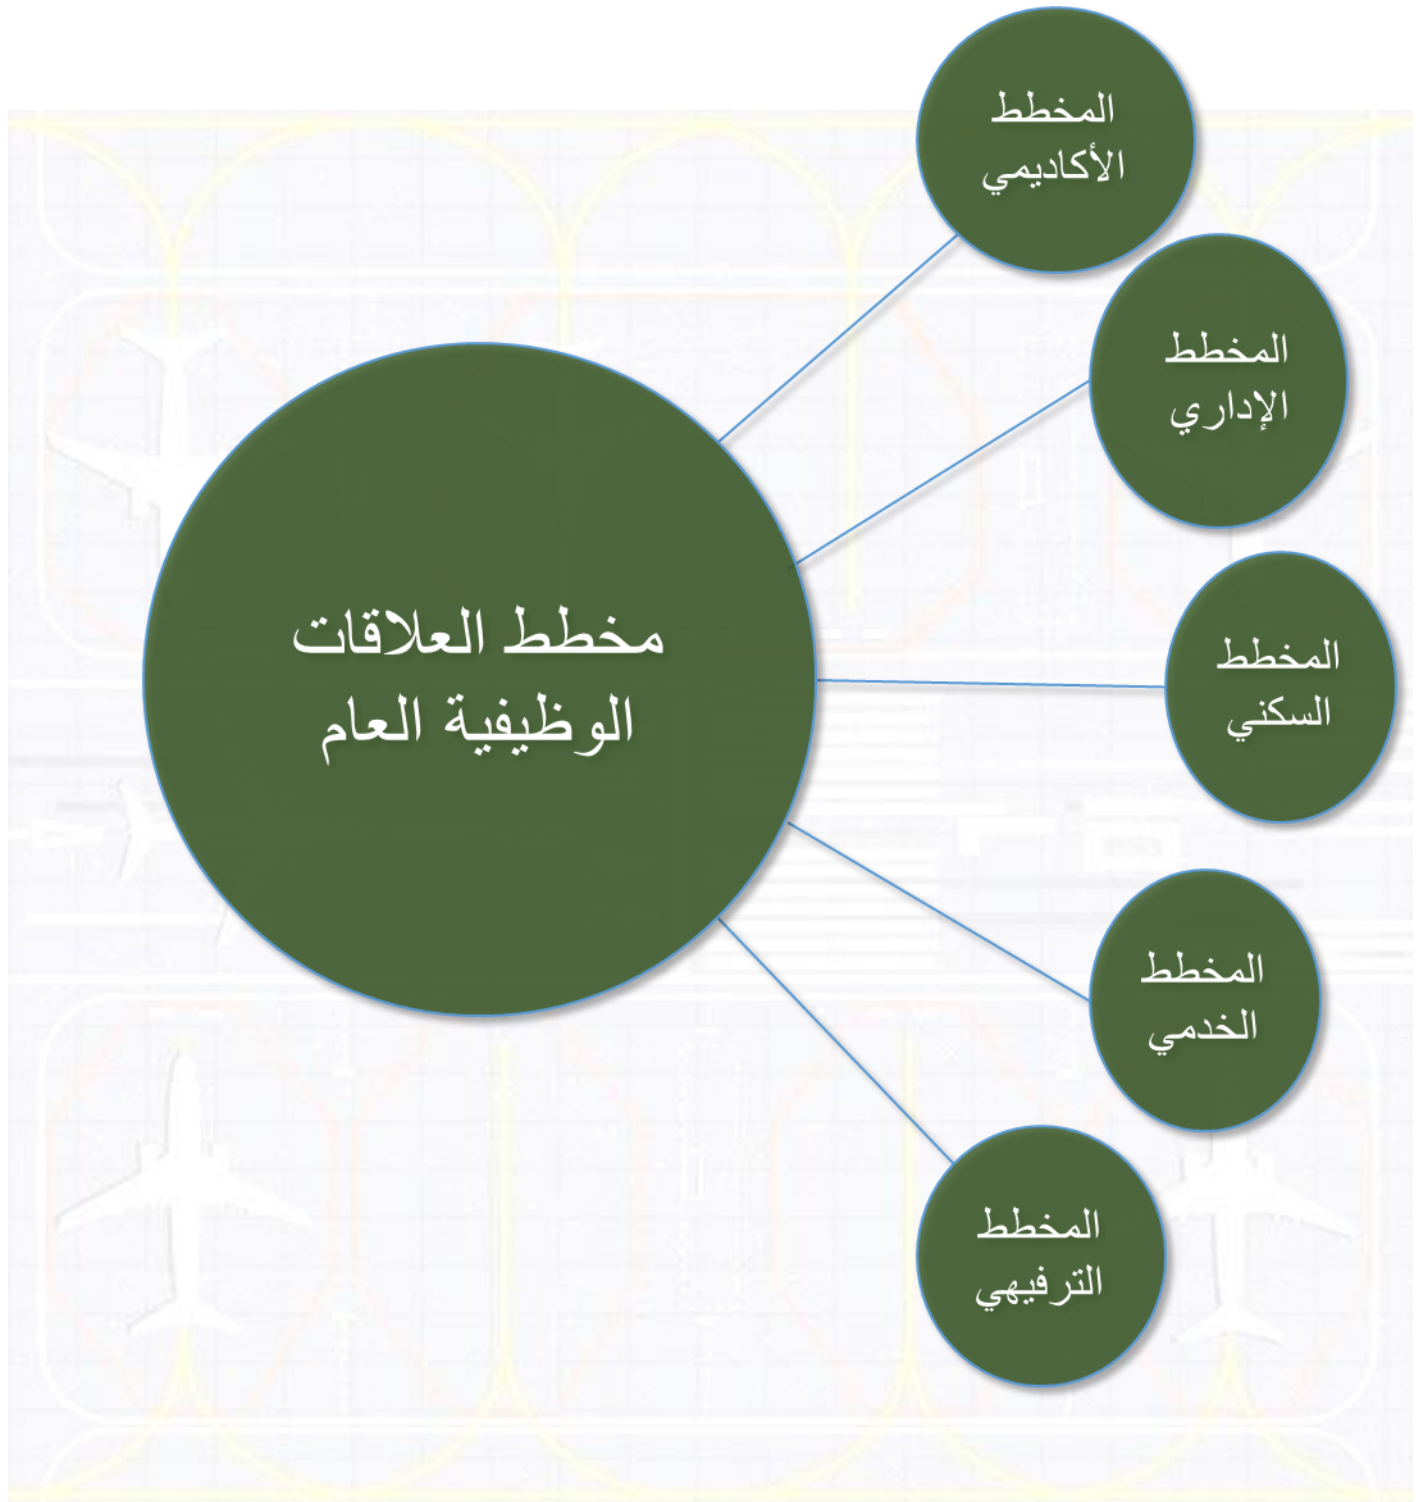 المخطط
الأكاديمي
المخطط
الإداري
مخطط العلاقات
الوظيفية العام
المخطط
السكني
المخطط
الخدمي
المخطط
الترفيهي